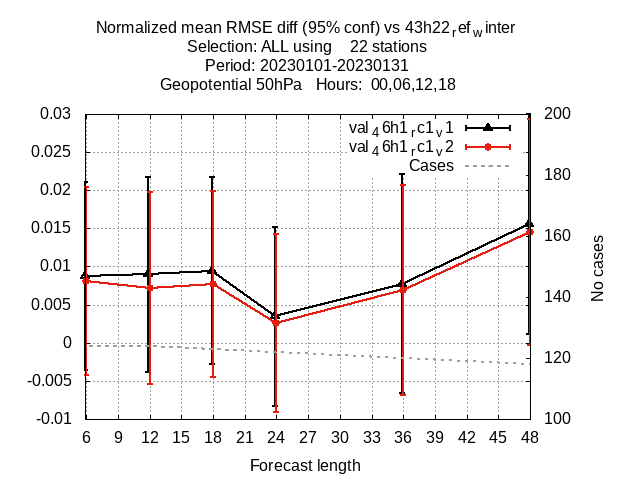 Normalized mean RMSE diff (95% conf) vs 43h22refwinter
Selection: ALL using 22 stations
Period: 20230101-20230131
Geopotential 50hPa Hours: 00,06,12,18
val46h1rc1v1
val46h1rc1v2
Cases
0.03
0.025
0.02
0.015
0.01
0.005
0
-0.005
-0.01
200
180
160
140
120
100
No cases
6 9 12 15 18 21 24 27 30 33 36 39 42 45 48
Forecast length